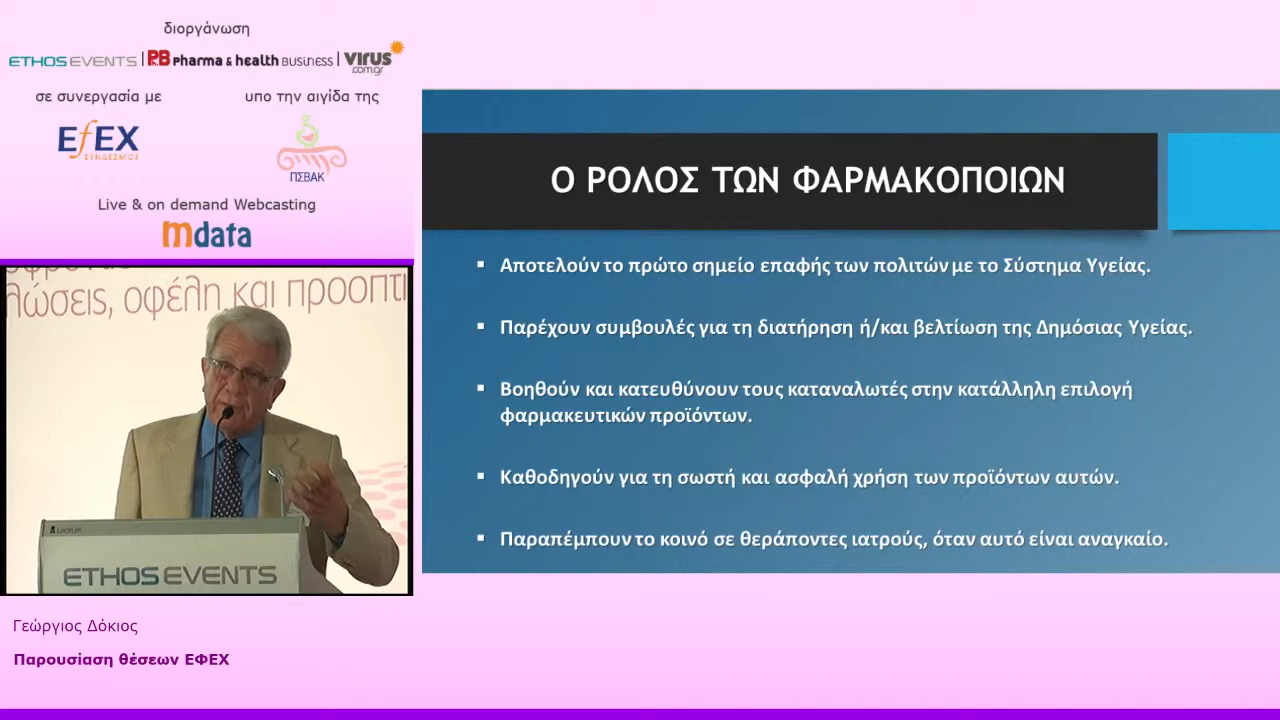 διοργάνωση
ETHOS EVENTS | PB pharma & health BUSINESS | VIRUS .com.gr
σε συνεργασία με
υπο την αιγίδα της
EfEX
ΣΥΝΔΕΣΜΟΣ
ΠΣΒΑΚ
Live & on demand Webcasting
mdata
λώσεις, οφέλη και προοπτι
ETHOS EVENTS
Γεώργιος Δόκιος
Παρουσίαση θέσεων ΕΦΕΧ
Ο ΡΟΛΟΣ ΤΩΝ ΦΑΡΜΑΚΟΠΟΙΩΝ
▪ Αποτελούν το πρώτο σημείο επαφής των πολιτών με το Σύστημα Υγείας.
▪ Παρέχουν συμβουλές για τη διατήρηση ή/και βελτίωση της Δημόσιας Υγείας.
▪ Βοηθούν και κατευθύνουν τους καταναλωτές στην κατάλληλη επιλογή
φαρμακευτικών προϊόντων.
▪ Καθοδηγούν για τη σωστή και ασφαλή χρήση των προϊόντων αυτών.
▪ Παραπέμπουν το κοινό σε θεράποντες ιατρούς, όταν αυτό είναι αναγκαίο.